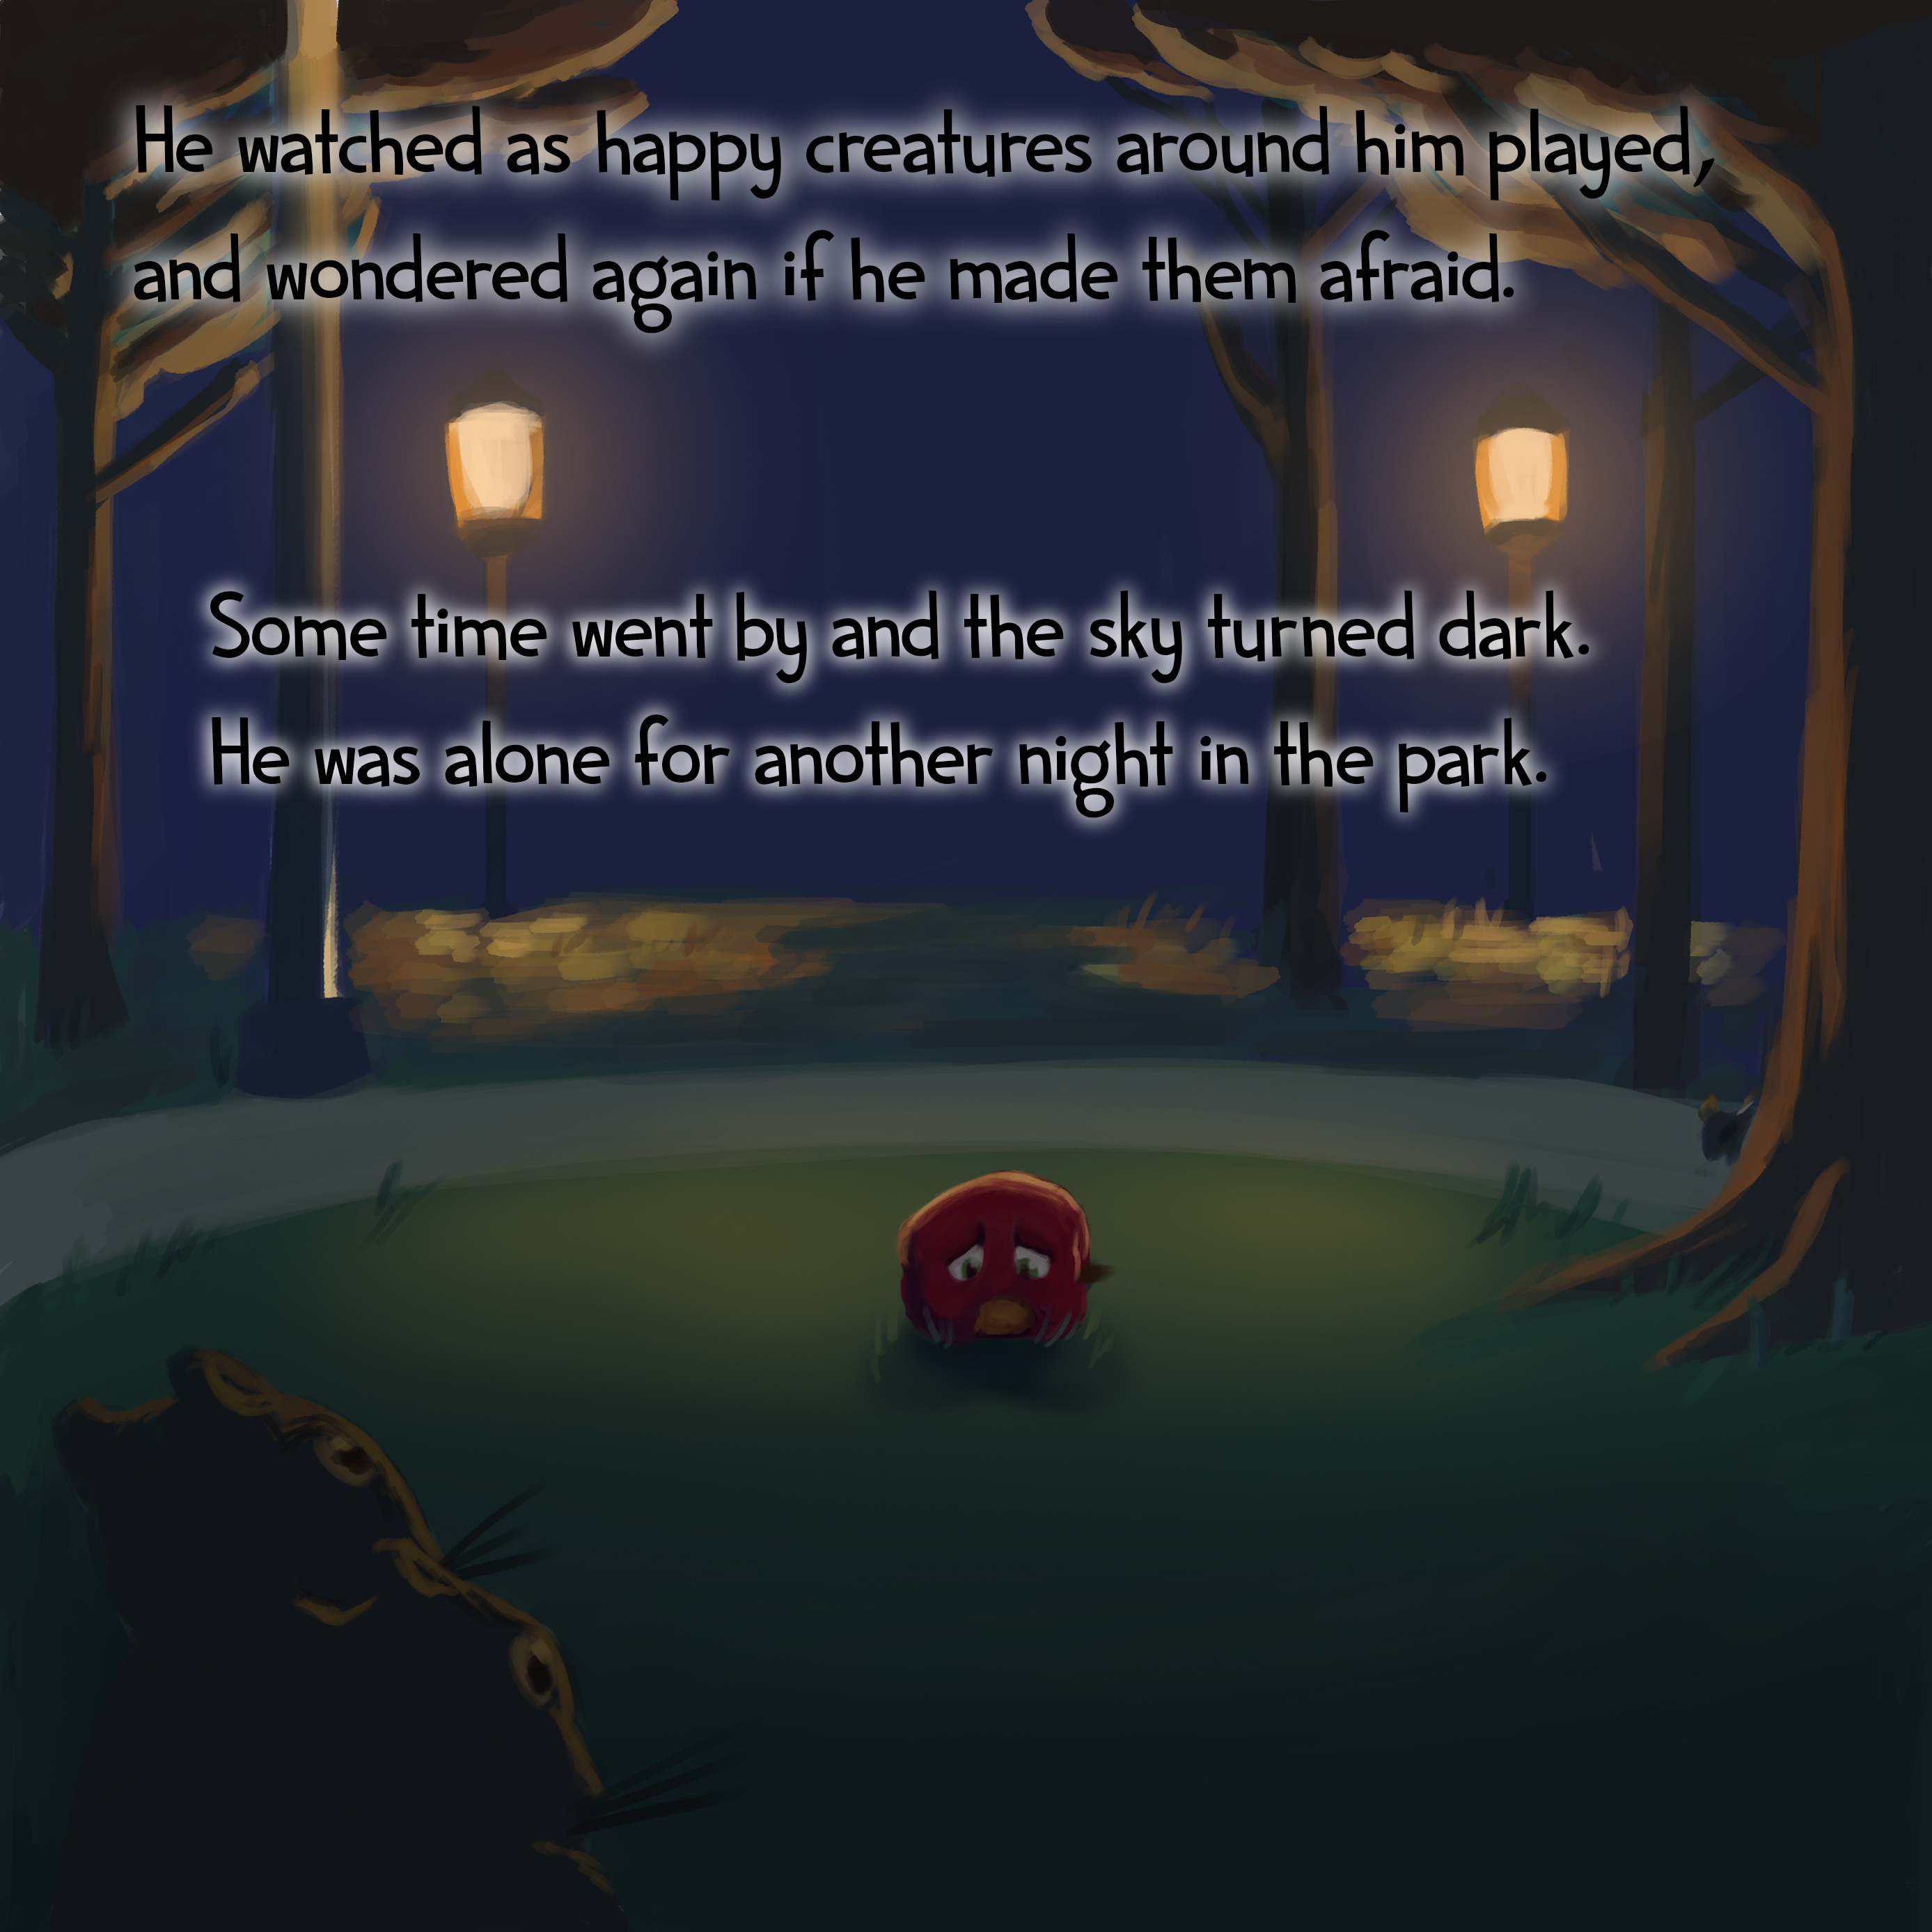 He watched as happy creatures around him played,
and wondered again if he made them afraid.
Some time went by and the sky turned dark.
He was alone for another night in the park.